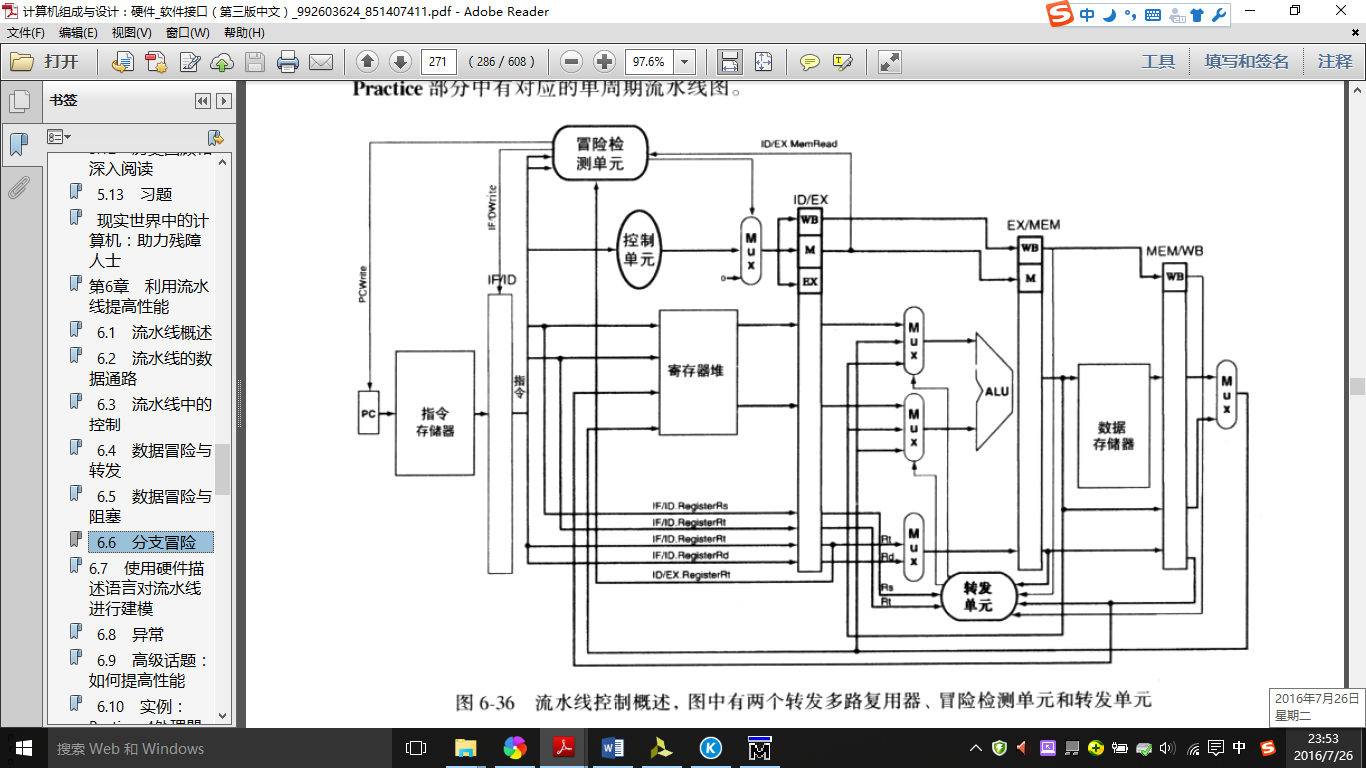 计算机组成与设计：硬件_软件接口（第三版中文）_992603624_851407411.pdf - Adobe Reader
中
文件(F) 编辑(E) 视图(V) 窗口(W) 帮助(H)
打开
271 (286 / 608)
97.6%
工具 填写和签名 注释
书签
深入阅读
5.13 习题
现实世界中的计
算机：助力残障
人士
第6章 利用流水
线提高性能
6.1 流水线概述
6.2 流水线的数
据通路
6.3 流水线中的
控制
6.4 数据冒险与
转发
6.5 数据冒险与
阻塞
6.6 分支冒险
6.7 使用硬件描
述语言对流水线
进行建模
6.8 异常
6.9 高级话题：
如何提高性能
6.10 实例：
Practice 部分中有对应的单周期流水线图。
冒险检
测单元
ID/EX.MemRead
IF/DWrite
PCWrite
ID/EX
WB
M
EX
控制
单元
Mux
0
EX/MEM
WB
M
MEM/WB
WB
IF/ID
指令
PC
指令
存储器
寄存器堆
Mux
Mux
ALU
数据
存储器
Mux
IF/ID.RegisterRs
IF/ID.RegisterRt
IF/ID.RegisterRt
IF/ID.RegisterRd
ID/EX.RegisterRt
Rt
Rd
Mux
Rs
Rt
转发
单元
图 6-36 流水线控制概述，图中有两个转发多路复用器、冒险检测单元和转发单元
2016年7月26日
星期二
搜索 Web 和 Windows
中
23:53
2016/7/26